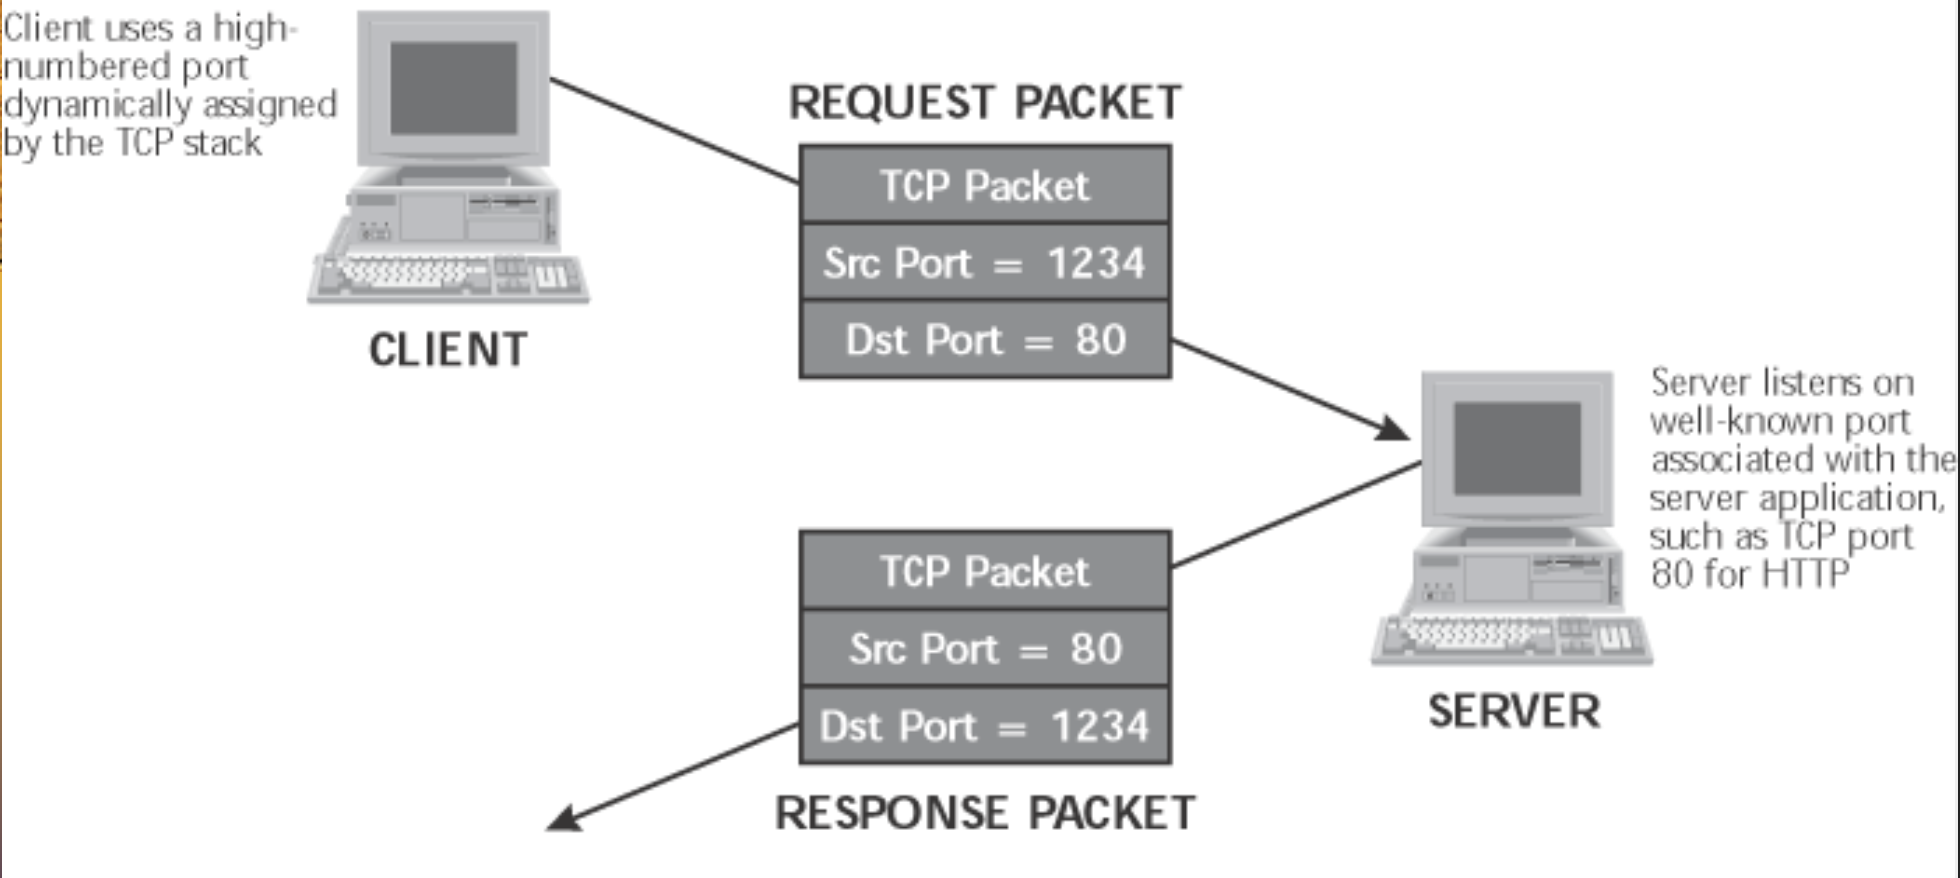 Client uses a high-
numbered port
dynamically assigned
by the TCP stack
CLIENT
REQUEST PACKET
TCP Packet
Src Port = 1234
Dst Port = 80
Server listens on
well-known port
associated with the
server application,
such as TCP port
80 for HTTP
SERVER
TCP Packet
Src Port = 80
Dst Port = 1234
RESPONSE PACKET